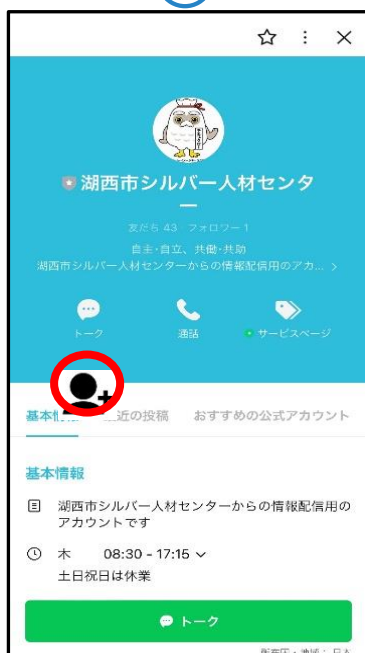 湖西市シルバー人材センタ
友だち 43・フォロワー 1
自主・自立、共働・共助
湖西市シルバー人材センターからの情報配信用のアカ...
トーク
通話
サービスページ
基本
近の投稿
おすすめの公式アカウント
基本情報
湖西市シルバー人材センターからの情報配信用の
アカウントです
木 08:30 - 17:15
土日祝日は休業
トーク